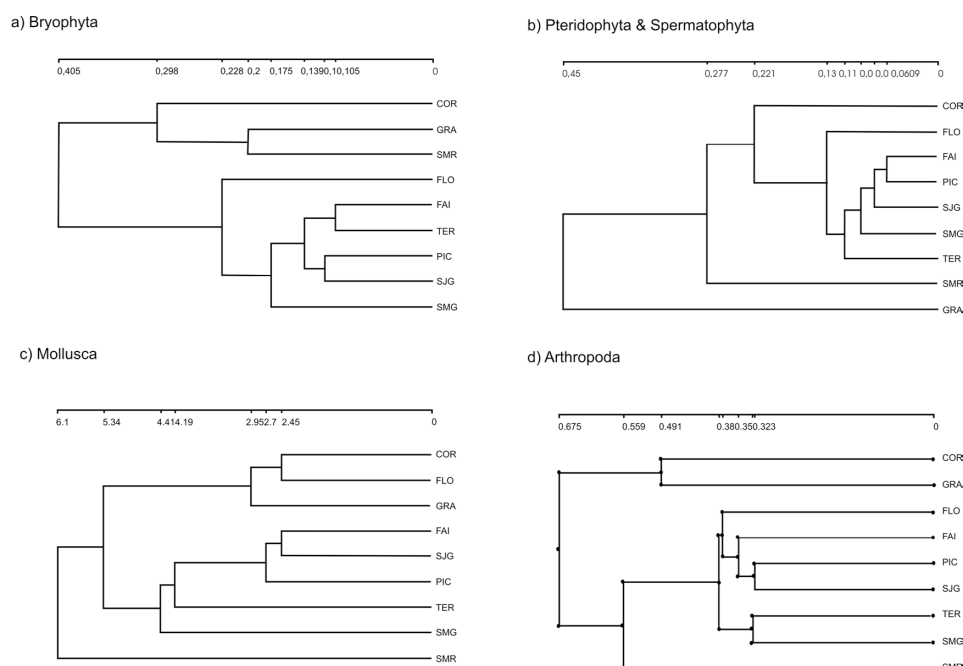 a) Bryophyta
0,405 0,298 0,228 0,2 0,175 0,1390,10,105 0
COR
GRA
SMR
FLO
FAI
TER
PIC
SJG
SMG
b) Pteridophyta & Spermatophyta
0,45 0,277 0,221 0,13 0,11 0,0 0,0 0,0609 0
COR
FLO
FAI
PIC
SJG
SMG
TER
SMR
GRA
c) Mollusca
6.1 5.34 4.414.19 2.952.7 2.45 0
COR
FLO
GRA
FAI
SJG
PIC
TER
SMG
SMR
d) Arthropoda
0.675 0.559 0.491 0.380.350.323 0
COR
GRA
FLO
FAI
PIC
SJG
TER
SMG
SMR